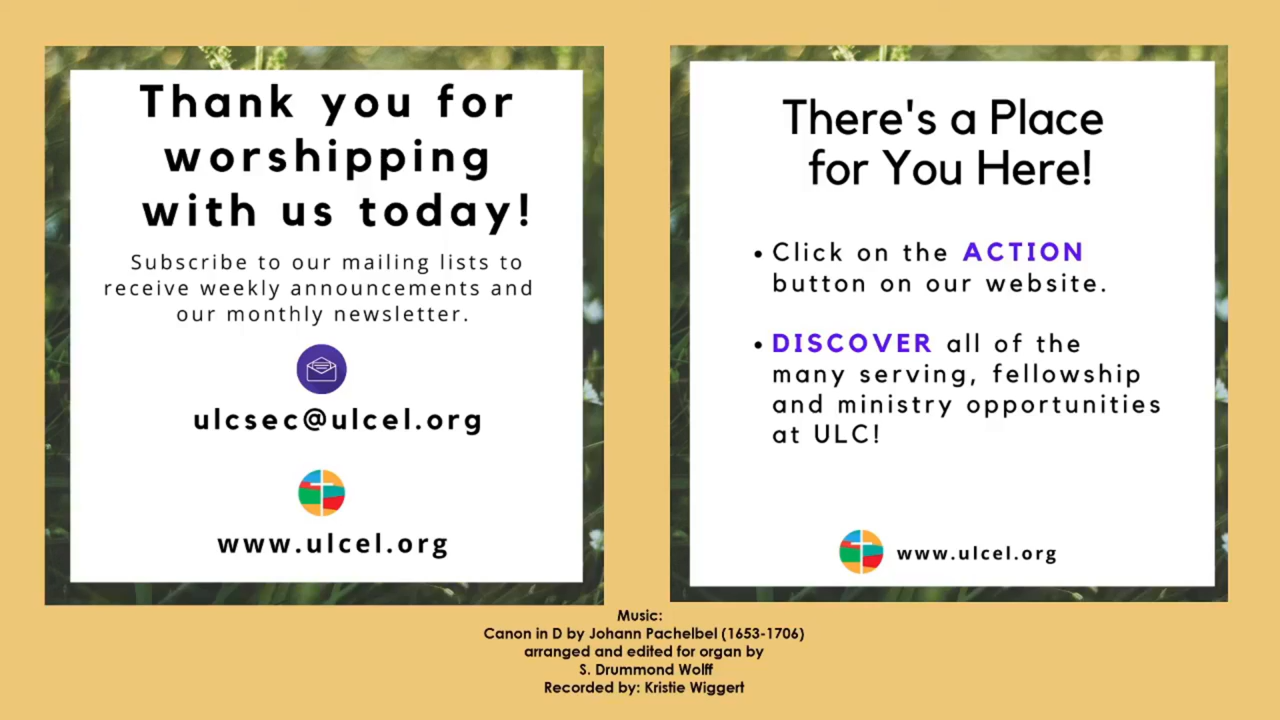 Thank you for
worshipping
with us today!
Subscribe to our mailing lists to
receive weekly announcements and
our monthly newsletter.
ulcsec@ulcel.org
www.ulcel.org
There's a Place
for You Here!
• Click on the ACTION
button on our website.
• DISCOVER all of the
many serving, fellowship
and ministry opportunities
at ULC!
www.ulcel.org
Music:
Canon in D by Johann Pachelbel (1653-1706)
arranged and edited for organ by
S. Drummond Wolff
Recorded by: Kristie Wiggert